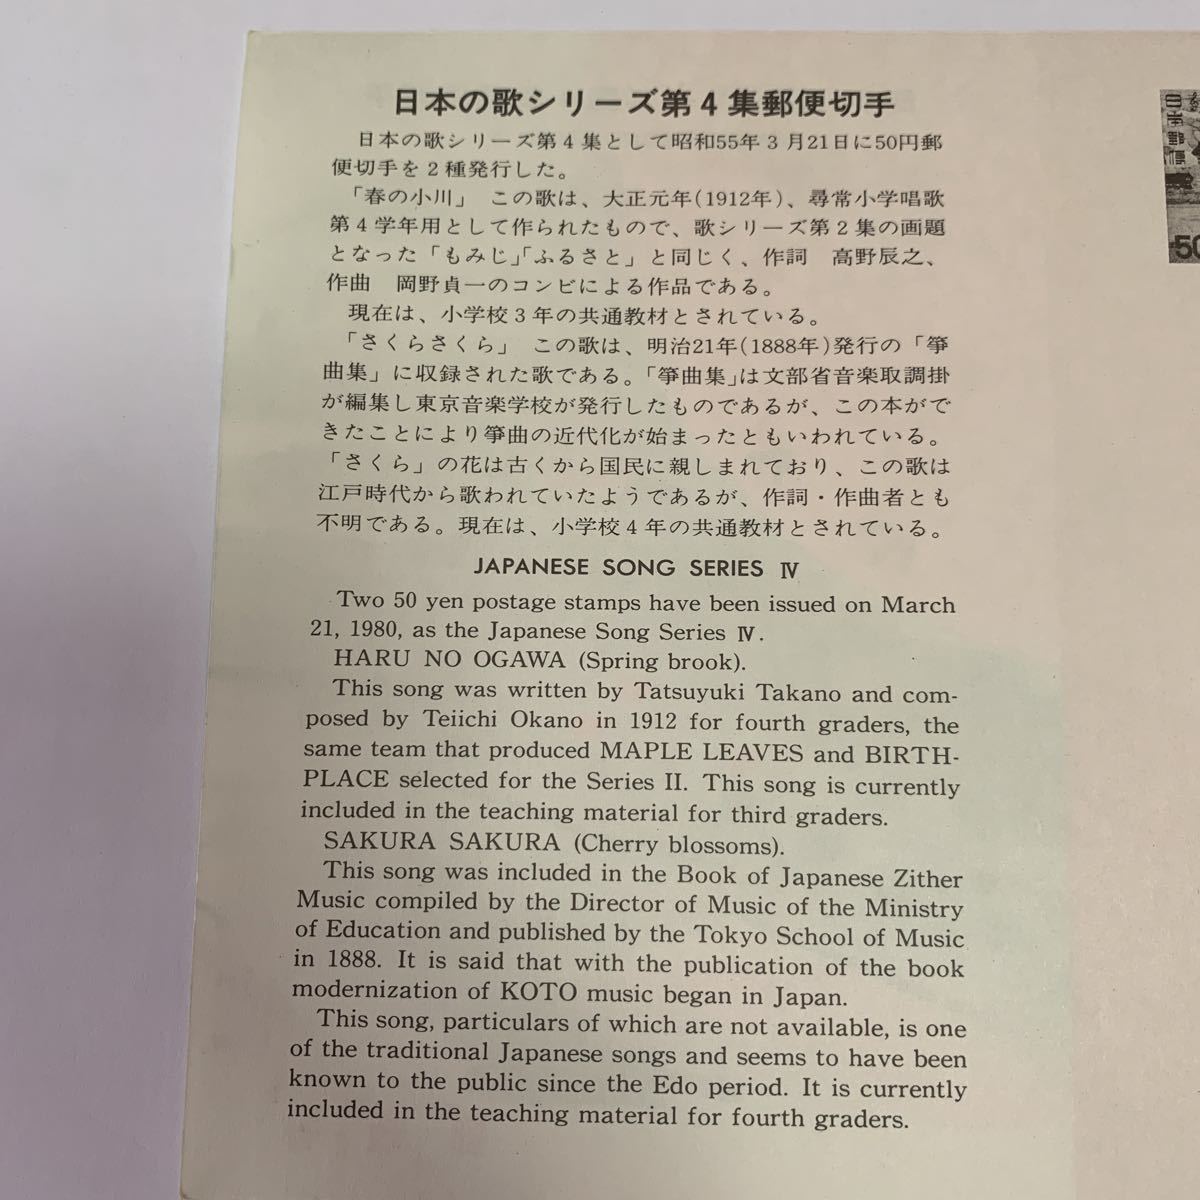 日本の歌シリーズ第4集郵便切手
日本の歌シリーズ第4集として昭和55年3月21日に50円郵
便切手を2種発行した。
「春の小川」 この歌は、大正元年(1912年)、尋常小学唱歌
第4学年用として作られたもので、歌シリーズ第2集の画題
となった「もみじ」「ふるさと」と同じく、作詞 高野辰之、
作曲 岡野貞一のコンビによる作品である。
現在は、小学校3年の共通教材とされている。
「さくらさくら」 この歌は、明治21年(1888年)発行の「箏
曲集」に収録された歌である。「箏曲集」は文部省音楽取調掛
が編集し東京音楽学校が発行したものであるが、この本がで
きたことにより箏曲の近代化が始まったともいわれている。
「さくら」の花は古くから国民に親しまれており、この歌は
江戸時代から歌われていたようであるが、作詞・作曲者とも
不明である。現在は、小学校4年の共通教材とされている。
JAPANESE SONG SERIES Ⅳ
Two 50 yen postage stamps have been issued on March
21, 1980, as the Japanese Song Series Ⅳ.
HARU NO OGAWA (Spring brook).
This song was written by Tatsuyuki Takano and com-
posed by Teiichi Okano in 1912 for fourth graders, the
same team that produced MAPLE LEAVES and BIRTH-
PLACE selected for the Series II. This song is currently
included in the teaching material for third graders.
SAKURA SAKURA (Cherry blossoms).
This song was included in the Book of Japanese Zither
Music compiled by the Director of Music of the Ministry
of Education and published by the Tokyo School of Music
in 1888. It is said that with the publication of the book
modernization of KOTO music began in Japan.
This song, particulars of which are not available, is one
of the traditional Japanese songs and seems to have been
known to the public since the Edo period. It is currently
included in the teaching material for fourth graders.
50